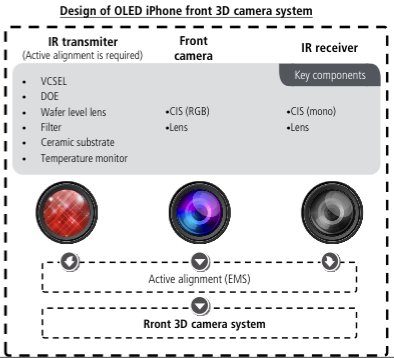 Design of OLED iPhone front 3D camera system
IR transmiter
(Active alignment is required)
Front
camera
IR receiver
Key components
• VCSEL
• DOE
• Wafer level lens
• Filter
• Ceramic substrate
• Temperature monitor
•CIS (RGB)
•Lens
•CIS (mono)
•Lens
Active alignment (EMS)
Rront 3D camera system